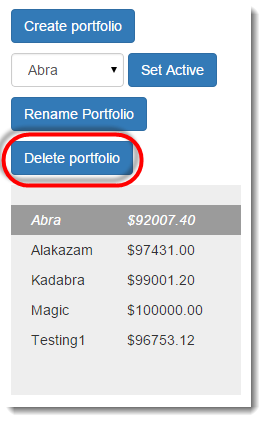 Create portfolio
Abra Set Active
Rename Portfolio
Delete portfolio
Abra $92007.40
Alakazam $97431.00
Kadabra $99001.20
Magic $100000.00
Testing1 $96753.12